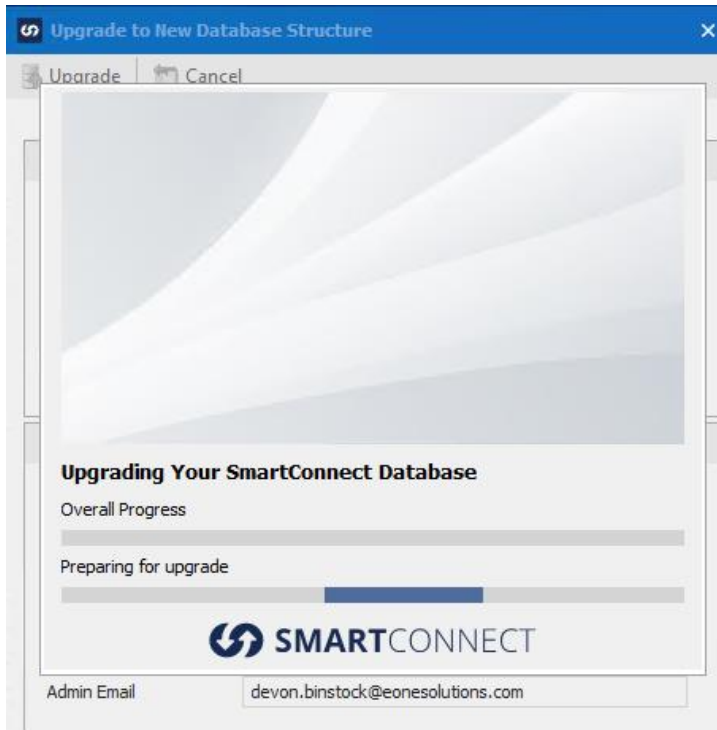 Upgrade to New Database Structure
Upgrade Cancel
Upgrading Your SmartConnect Database
Overall Progress
Preparing for upgrade
SMARTCONNECT
Admin Email devon.binstock@eonesolutions.com